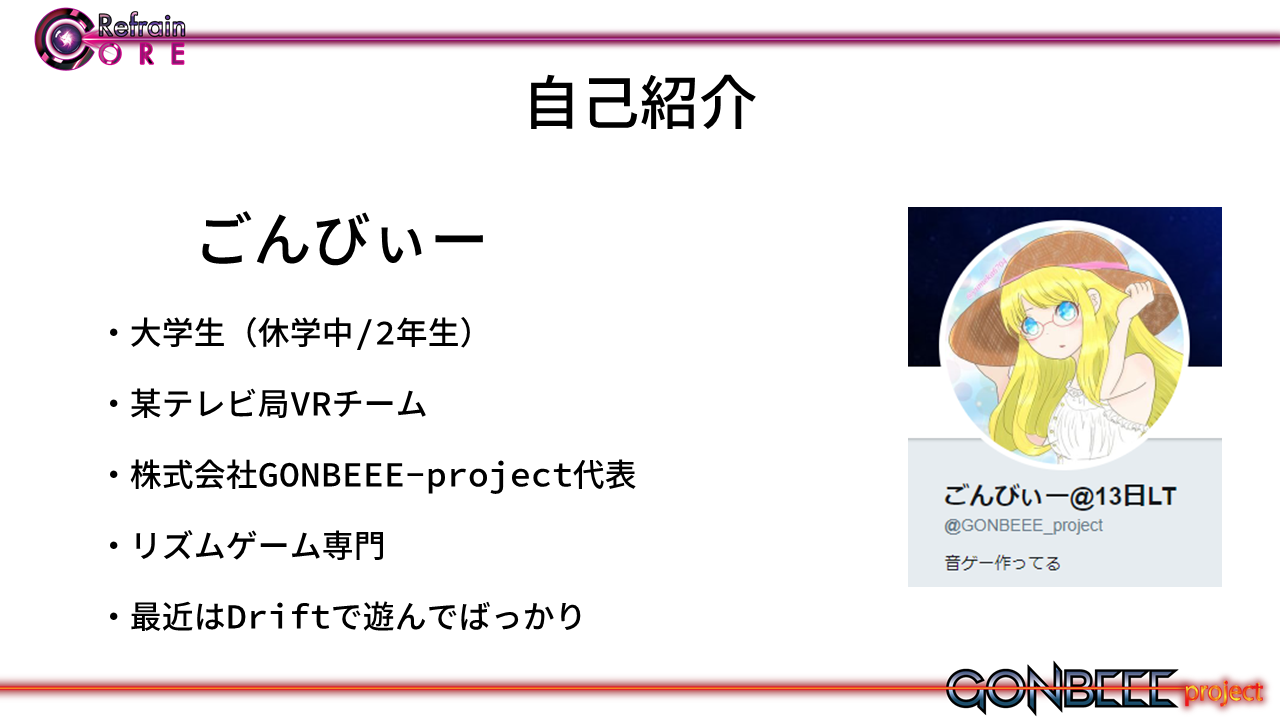 Refrain
CORE
自己紹介
ごんびぃー
・大学生（休学中/2年生）
・某テレビ局VRチーム
・株式会社GONBEEE-project代表
・リズムゲーム専門
・最近はDriftで遊んでばっかり
ごんびぃー@13日LT
@GONBEEE_project
音ゲー作ってる
GONBEEE project